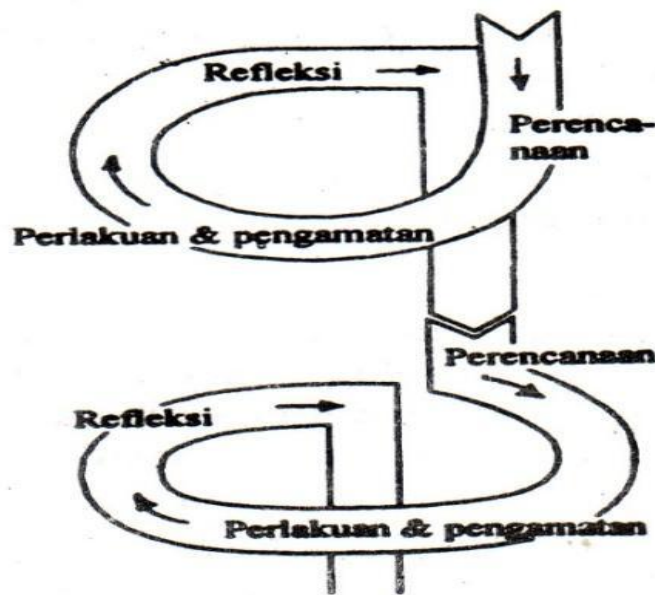 Refleksi
Perenca-
naan
Perlakuan & pengamatan
Perencanaan
Refleksi
Perlakuan & pengamatan